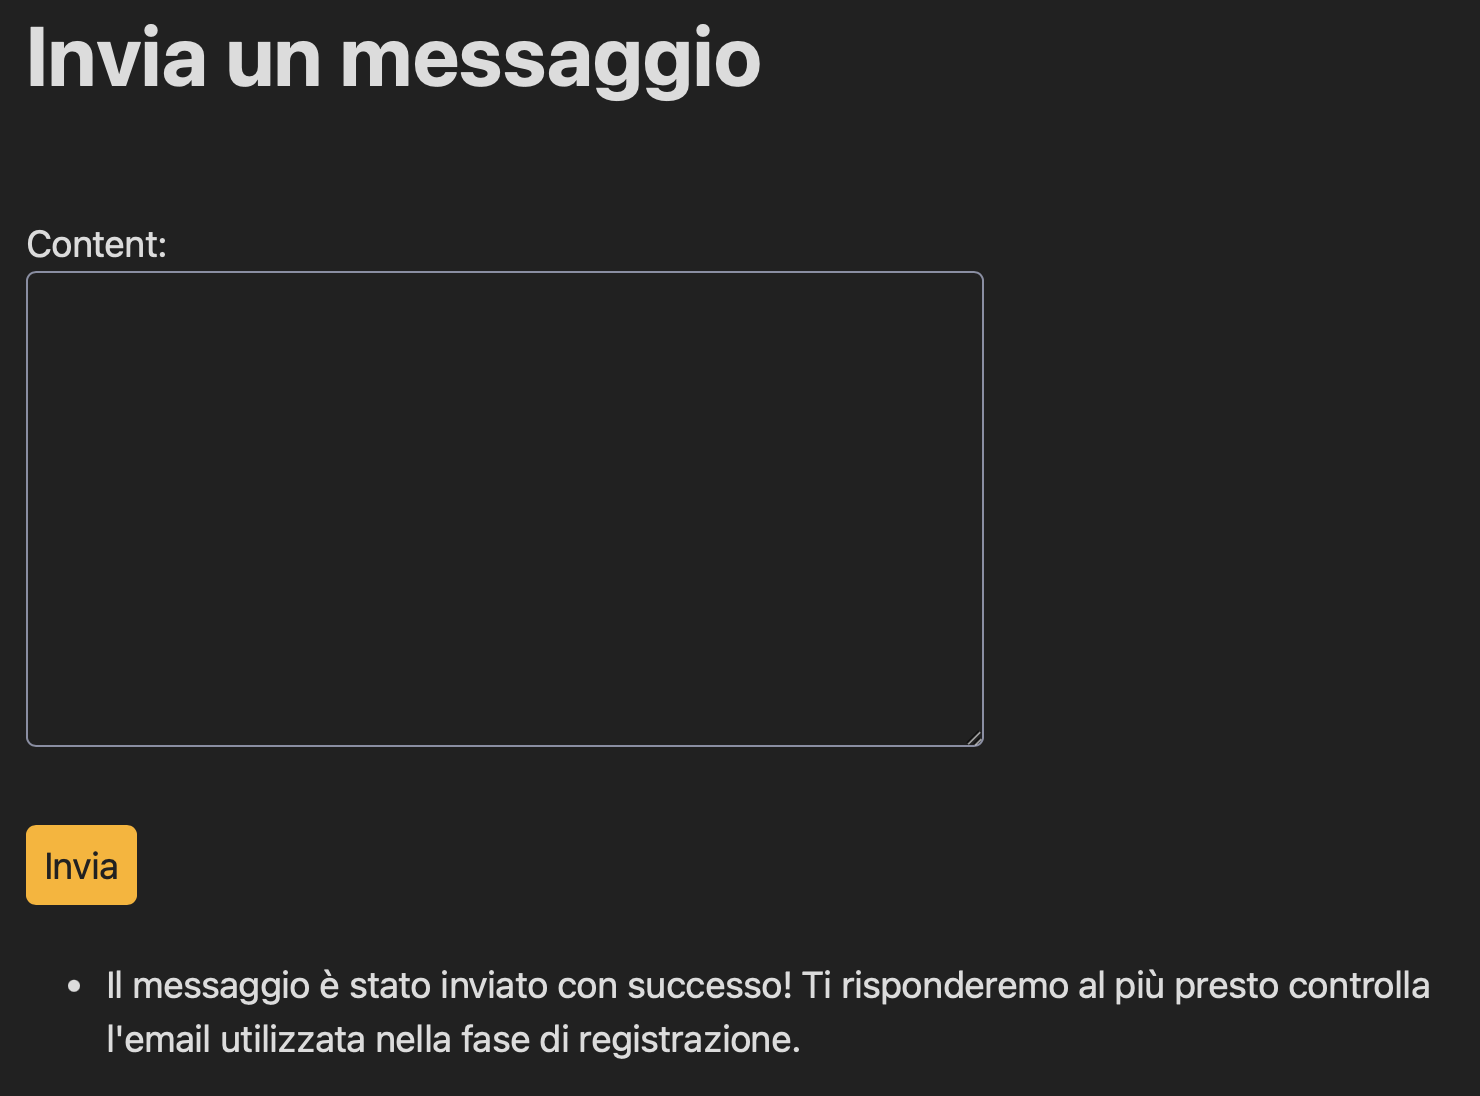 Invia un messaggio
Content:
Invia
Il messaggio è stato inviato con successo! Ti risponderemo al più presto controlla
l'email utilizzata nella fase di registrazione.